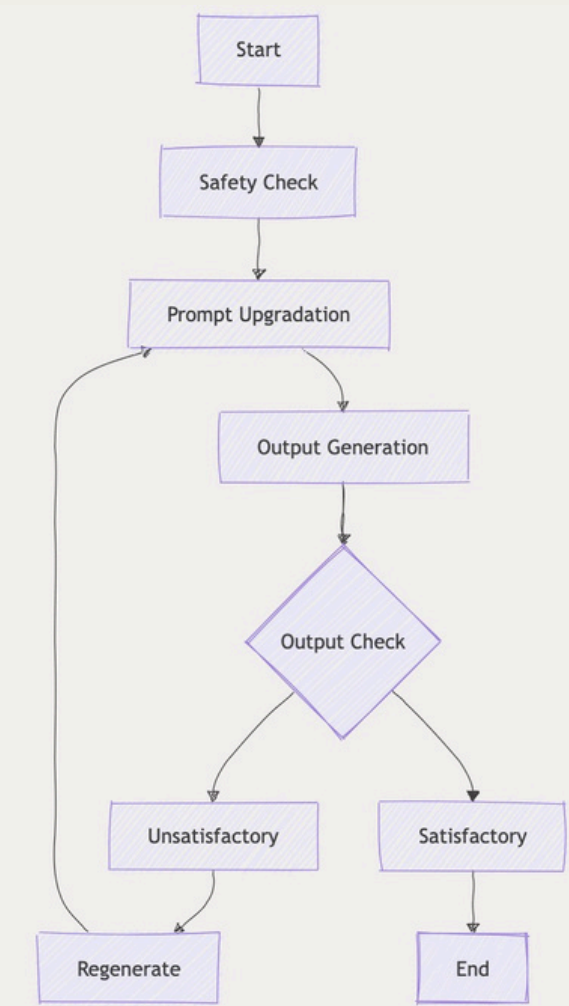 Start
Safety Check
Prompt Upgradation
Output Generation
Output Check
Unsatisfactory
Satisfactory
Regenerate
End